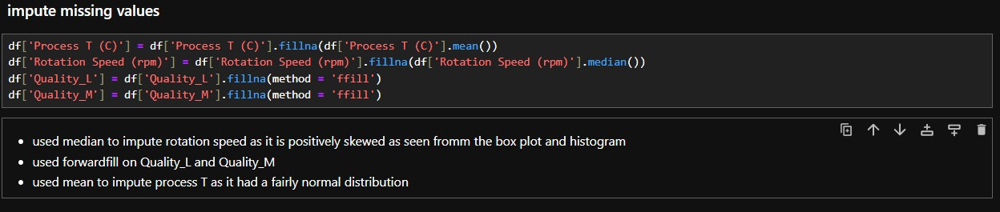 impute missing values
df['Process T (C)'] = df['Process T (C)'].fillna(df['Process T (C)'].mean())
df['Rotation Speed (rpm)'] = df['Rotation Speed (rpm)'].fillna(df['Rotation Speed (rpm)'].median())
df['Quality_L'] = df['Quality_L'].fillna(method = 'ffill')
df['Quality_M'] = df['Quality_M'].fillna(method = 'ffill')
• used median to impute rotation speed as it is positively skewed as seen fromm the box plot and histogram
• used forwardfill on Quality_L and Quality_M
• used mean to impute process T as it had a fairly normal distribution